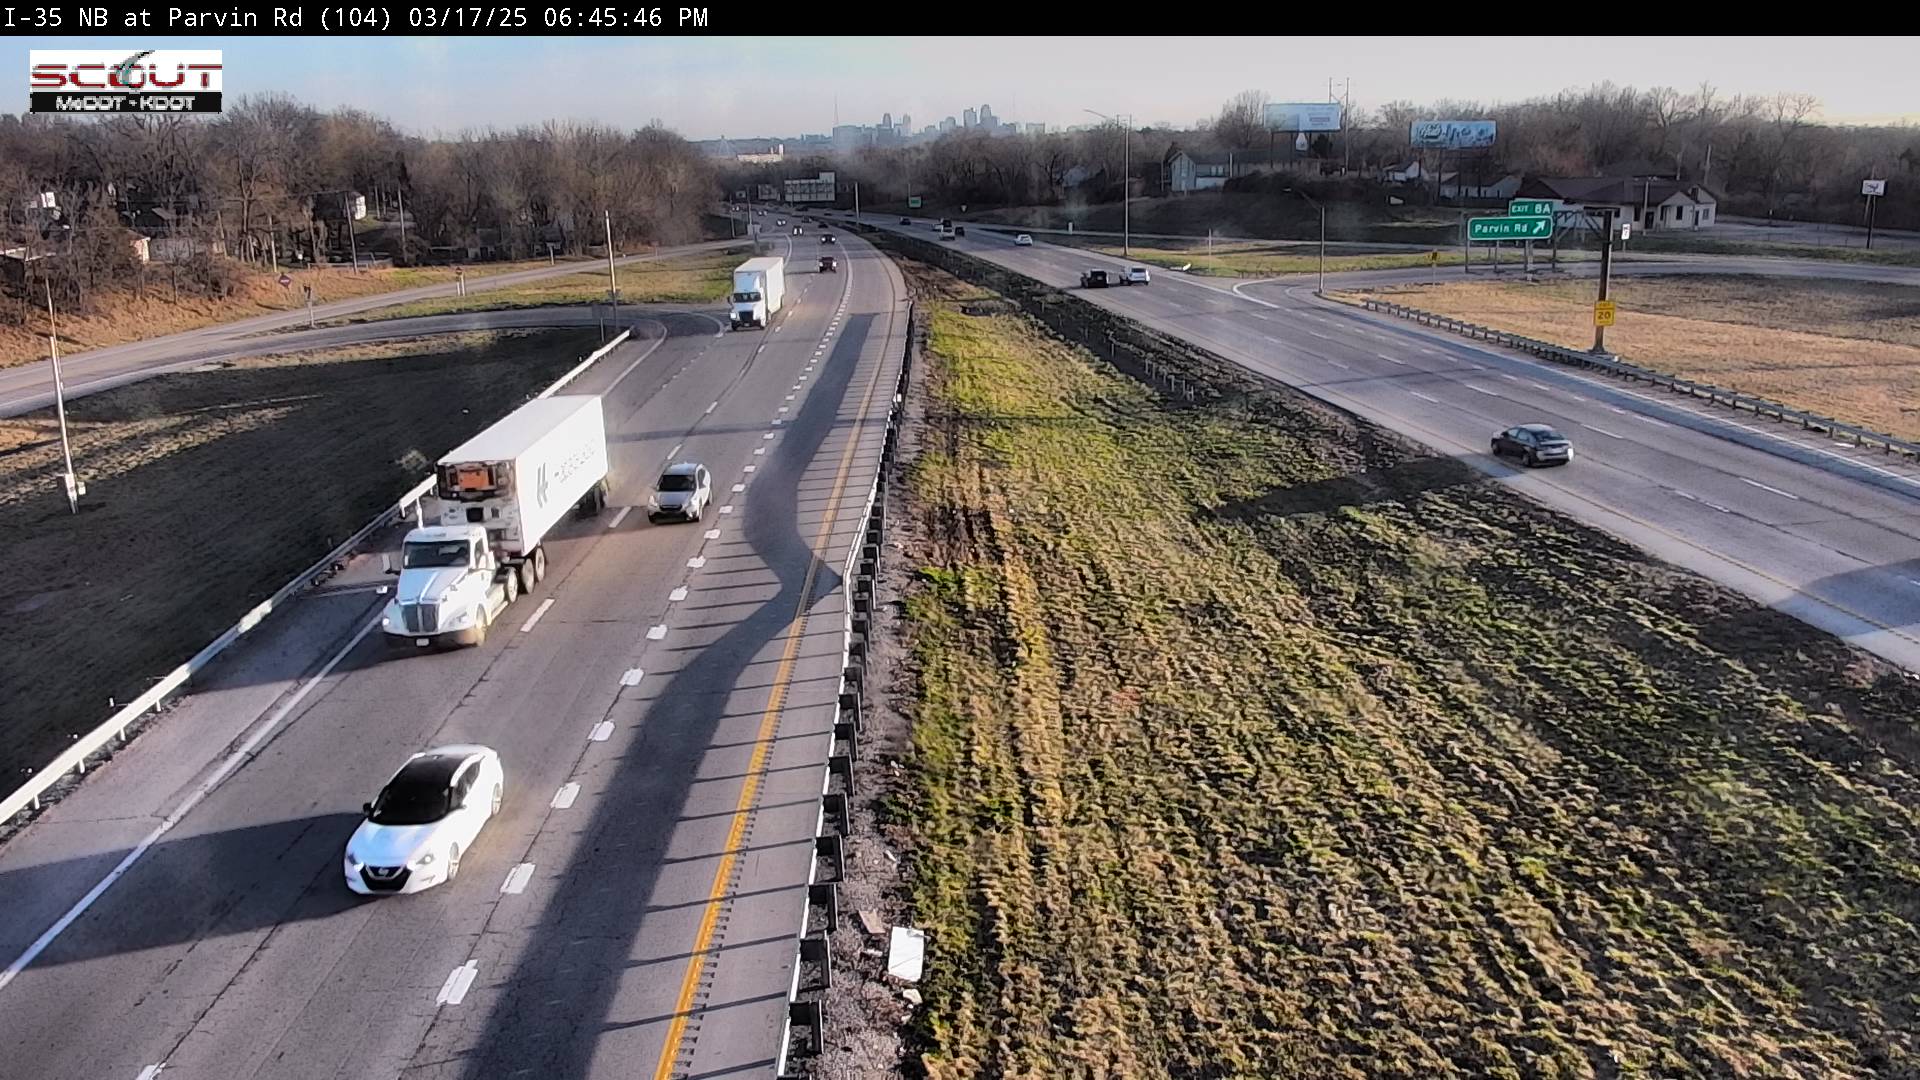 I-35 NB at Parvin Rd (104) 03/17/25 06:45:46 PM
SCOUT
MoDOT - KDOT
EXIT 8A
Parvin Rd
20